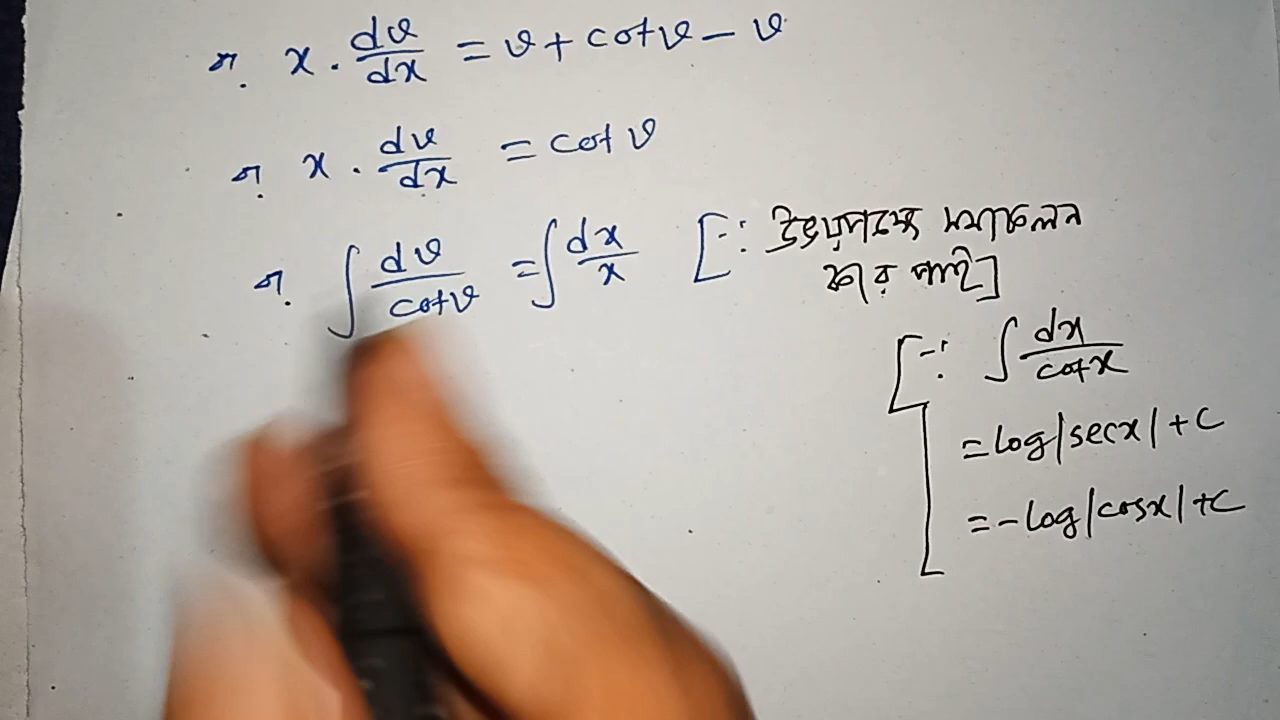 বা, x . dv/dx = v + cot v - v
বা, x . dv/dx = cot v
বা, ∫ dv/cot v = ∫ dx/x [∵ উভয়পক্ষে সমাকলন
করে পাই]
[∵ ∫ dx/cot x
= log|sec x| + c
= -log|cos x| + c